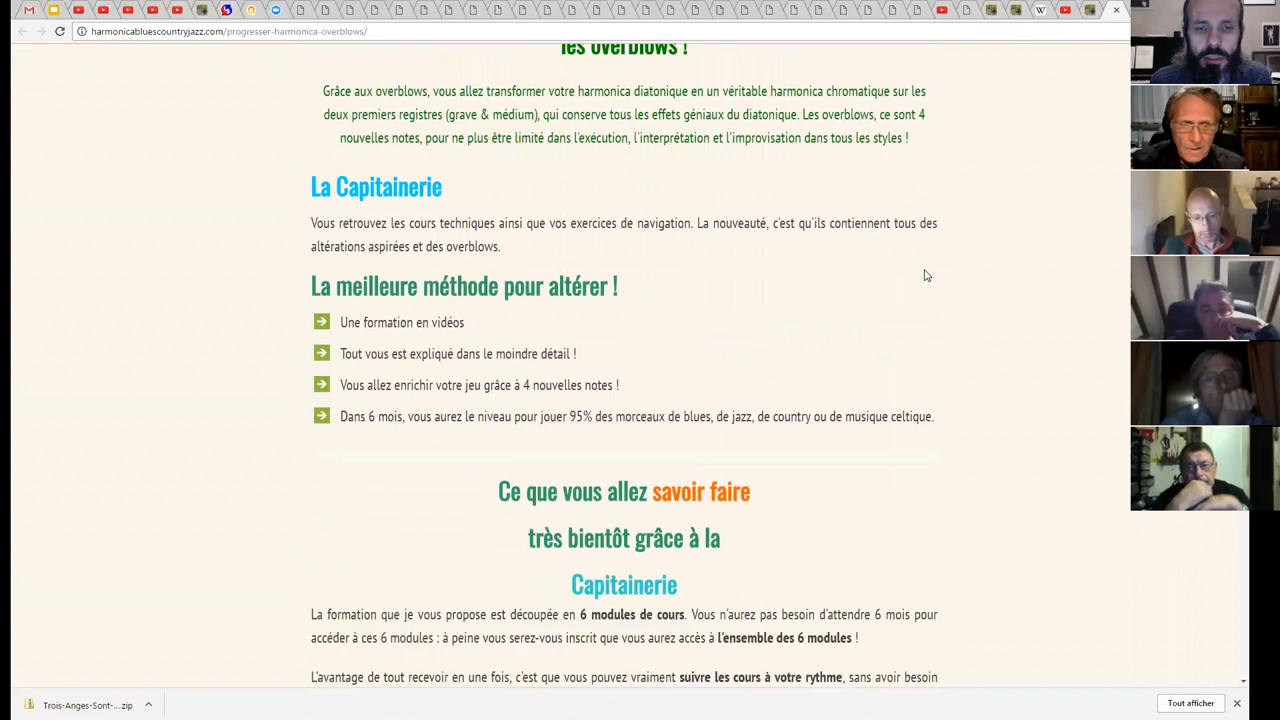 harmonicabluescountryjazz.com/progresser-harmonica-overblows/
les overblows !
Grâce aux overblows, vous allez transformer votre harmonica diatonique en un véritable harmonica chromatique sur les
deux premiers registres (grave & médium), qui conserve tous les effets géniaux du diatonique. Les overblows, ce sont 4
nouvelles notes, pour ne plus être limité dans l'exécution, l'interprétation et l'improvisation dans tous les styles !
La Capitainerie
Vous retrouvez les cours techniques ainsi que vos exercices de navigation. La nouveauté, c'est qu'ils contiennent tous des
altérations aspirées et des overblows.
La meilleure méthode pour altérer !
Une formation en vidéos
Tout vous est expliqué dans le moindre détail !
Vous allez enrichir votre jeu grâce à 4 nouvelles notes !
Dans 6 mois, vous aurez le niveau pour jouer 95% des morceaux de blues, de jazz, de country ou de musique celtique.
Ce que vous allez savoir faire
très bientôt grâce à la
Capitainerie
La formation que je vous propose est découpée en 6 modules de cours. Vous n'aurez pas besoin d'attendre 6 mois pour
accéder à ces 6 modules : à peine vous serez-vous inscrit que vous aurez accès à l'ensemble des 6 modules !
L'avantage de tout recevoir en une fois, c'est que vous pouvez vraiment suivre les cours à votre rythme, sans avoir besoin
Trois-Anges-Sont-....zip
Tout afficher